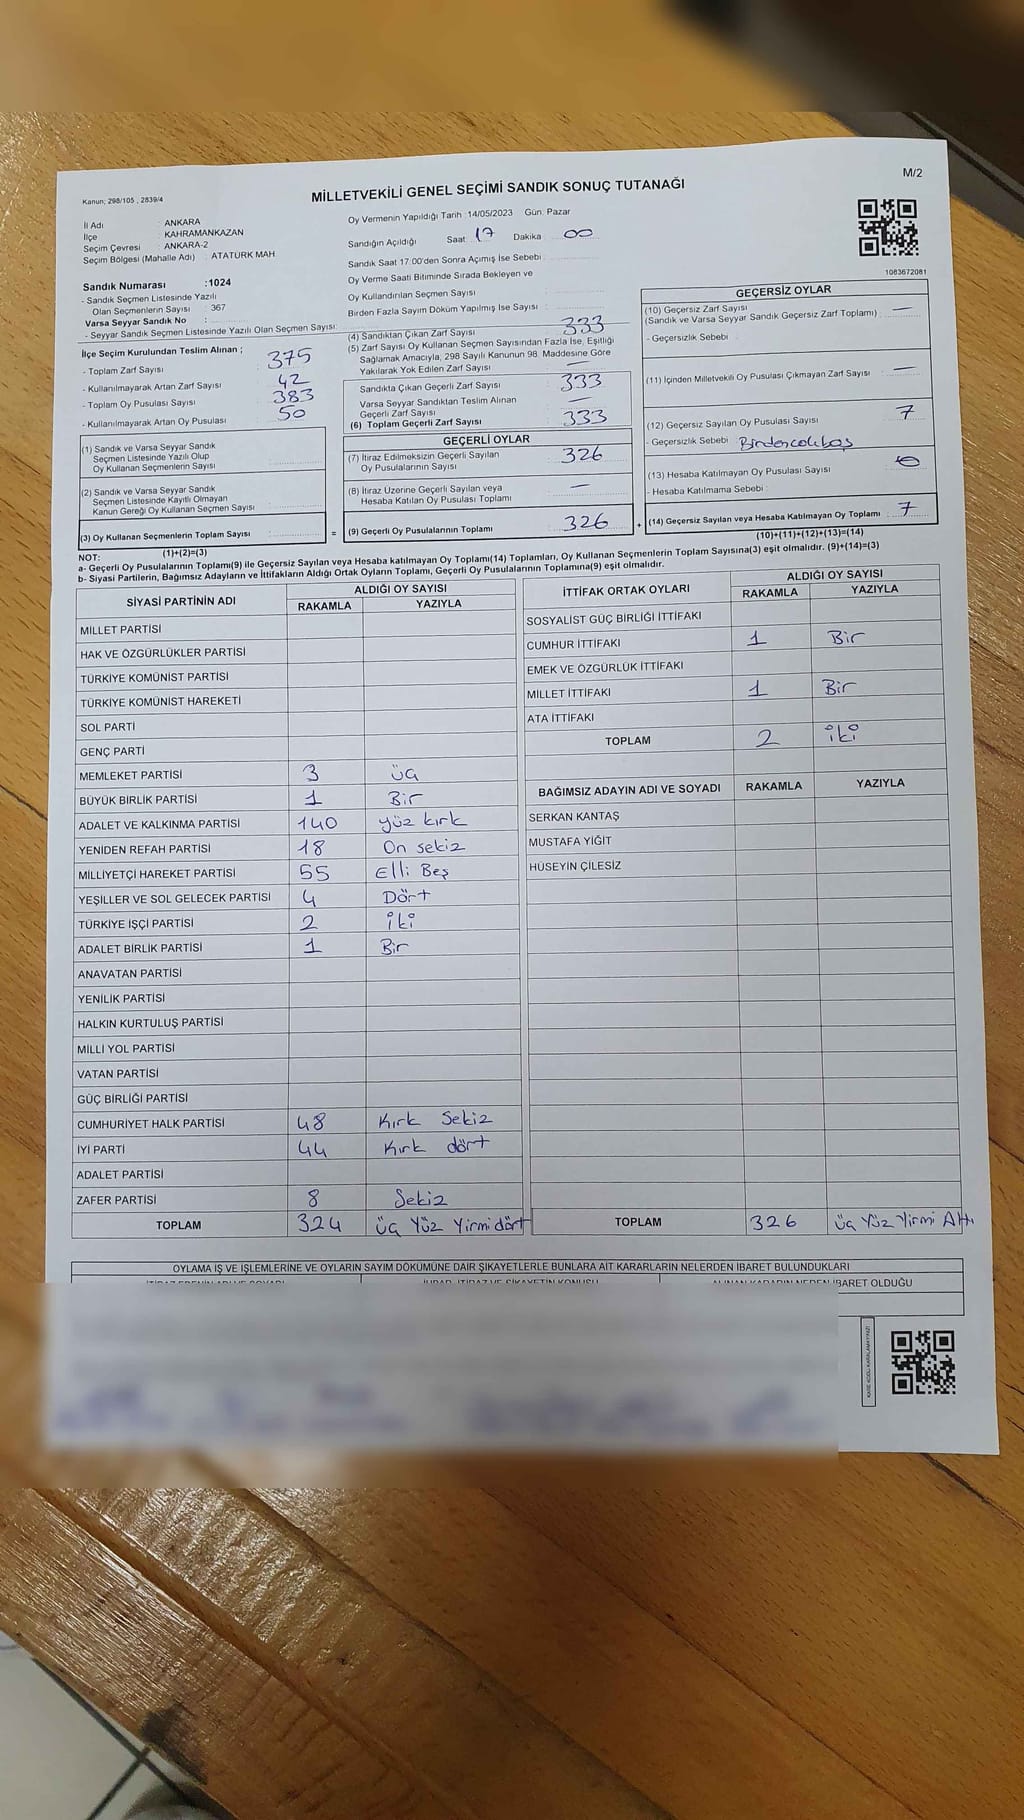 M/2
Kanun; 298/105 , 2839/4
MİLLETVEKİLİ GENEL SEÇİMİ SANDIK SONUÇ TUTANAĞI
İl Adı : ANKARA
İlçe : KAHRAMANKAZAN
Seçim Çevresi : ANKARA-2
Seçim Bölgesi (Mahalle Adı) : ATATÜRK MAH
Sandık Numarası :1024
- Sandık Seçmen Listesinde Yazılı
Olan Seçmenlerin Sayısı : 367
Varsa Seyyar Sandık No :
- Seyyar Sandık Seçmen Listesinde Yazılı Olan Seçmen Sayısı:
İlçe Seçim Kurulundan Teslim Alınan ;
- Toplam Zarf Sayısı : 375
- Kullanılmayarak Artan Zarf Sayısı : 42
- Toplam Oy Pusulası Sayısı : 383
- Kullanılmayarak Artan Oy Pusulası : 50
(1) Sandık ve Varsa Seyyar Sandık
Seçmen Listesinde Yazılı Olup
Oy Kullanan Seçmenlerin Sayısı
(2) Sandık ve Varsa Seyyar Sandık
Seçmen Listesinde Kayıtlı Olmayan
Kanun Gereği Oy Kullanan Seçmen Sayısı
(3) Oy Kullanan Seçmenlerin Toplam Sayısı
(1)+(2)=(3)
Oy Vermenin Yapıldığı Tarih :14/05/2023 Gün: Pazar
Sandığın Açıldığı Saat 17 Dakika 00
Sandık Saat 17:00'den Sonra Açımış İse Sebebi :
Oy Verme Saati Bitiminde Sırada Bekleyen ve
Oy Kullandırılan Seçmen Sayısı :
Birden Fazla Sayım Döküm Yapılmış İse Sayısı :
(4) Sandıktan Çıkan Zarf Sayısı 333
(5) Zarf Sayısı Oy Kullanan Seçmen Sayısından Fazla İse, Eşitliği
Sağlamak Amacıyla, 298 Sayılı Kanunun 98. Maddesine Göre
Yakılarak Yok Edilen Zarf Sayısı : —
Sandıkta Çıkan Geçerli Zarf Sayısı : 333
Varsa Seyyar Sandıktan Teslim Alınan
Geçerli Zarf Sayısı : —
(6) Toplam Geçerli Zarf Sayısı : 333
GEÇERLİ OYLAR
(7) İtiraz Edilmeksizin Geçerli Sayılan
Oy Pusulalarının Sayısı 326
(8) İtiraz Üzerine Geçerli Sayılan veya
Hesaba Katılan Oy Pusulası Toplamı —
= (9) Geçerli Oy Pusulalarının Toplamı 326
1083672081
GEÇERSİZ OYLAR
(10) Geçersiz Zarf Sayısı
(Sandık ve Varsa Seyyar Sandık Geçersiz Zarf Toplamı) : —
- Geçersizlik Sebebi :
(11) İçinden Milletvekili Oy Pusulası Çıkmayan Zarf Sayısı : —
(12) Geçersiz Sayılan Oy Pusulası Sayısı : 7
- Geçersizlik Sebebi :
(13) Hesaba Katılmayan Oy Pusulası Sayısı :
- Hesaba Katılmama Sebebi :
+ (14) Geçersiz Sayılan veya Hesaba Katılmayan Oy Toplamı : 7
(10)+(11)+(12)+(13)=(14)
NOT:
a- Geçerli Oy Pusulalarının Toplamı(9) ile Geçersiz Sayılan veya Hesaba katılmayan Oy Toplamı(14) Toplamları, Oy Kullanan Seçmenlerin Toplam Sayısına(3) eşit olmalıdır. (9)+(14)=(3)
b- Siyasi Partilerin, Bağımsız Adayların ve İttifakların Aldığı Ortak Oyların Toplamı, Geçerli Oy Pusulalarının Toplamına(9) eşit olmalıdır.
SİYASİ PARTİNİN ADI ALDIĞI OY SAYISI
RAKAMLA YAZIYLA
MİLLET PARTİSİ
HAK VE ÖZGÜRLÜKLER PARTİSİ
TÜRKİYE KOMÜNİST PARTİSİ
TÜRKİYE KOMÜNİST HAREKETİ
SOL PARTİ
GENÇ PARTİ
MEMLEKET PARTİSİ 3 üç
BÜYÜK BİRLİK PARTİSİ 1 Bir
ADALET VE KALKINMA PARTİSİ 140 yüz kırk
YENİDEN REFAH PARTİSİ 18 On sekiz
MİLLİYETÇİ HAREKET PARTİSİ 55 Elli Beş
YEŞİLLER VE SOL GELECEK PARTİSİ 4 Dört
TÜRKİYE İŞÇİ PARTİSİ 2 iki
ADALET BİRLİK PARTİSİ 1 Bir
ANAVATAN PARTİSİ
YENİLİK PARTİSİ
HALKIN KURTULUŞ PARTİSİ
MİLLİ YOL PARTİSİ
VATAN PARTİSİ
GÜÇ BİRLİĞİ PARTİSİ
CUMHURİYET HALK PARTİSİ 48 Kırk Sekiz
İYİ PARTİ 44 Kırk dört
ADALET PARTİSİ
ZAFER PARTİSİ 8 Sekiz
TOPLAM 324 üç Yüz Yirmi dört
İTTİFAK ORTAK OYLARI ALDIĞI OY SAYISI
RAKAMLA YAZIYLA
SOSYALİST GÜÇ BİRLİĞİ İTTİFAKI
CUMHUR İTTİFAKI 1 Bir
EMEK VE ÖZGÜRLÜK İTTİFAKI
MİLLET İTTİFAKI 1 Bir
ATA İTTİFAKI
TOPLAM 2 iki
BAĞIMSIZ ADAYIN ADI VE SOYADI RAKAMLA YAZIYLA
SERKAN KANTAŞ
MUSTAFA YİĞİT
HÜSEYİN ÇİLESİZ
TOPLAM 326 üç Yüz Yirmi Altı
OYLAMA İŞ VE İŞLEMLERİNE VE OYLARIN SAYIM DÖKÜMÜNE DAİR ŞİKAYETLERLE BUNLARA AİT KARARLARIN NELERDEN İBARET BULUNDUKLARI
İBARET OLDUĞU